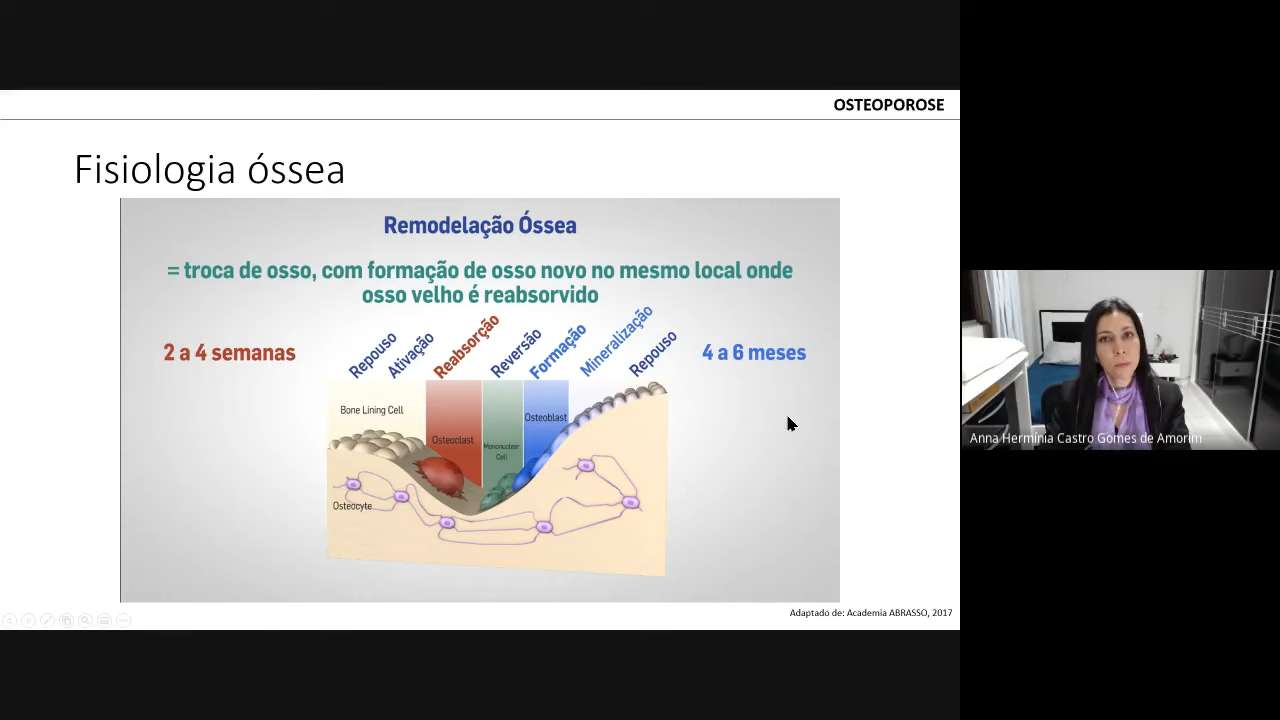 OSTEOPOROSE
Fisiologia óssea
Remodelação Óssea
= troca de osso, com formação de osso novo no mesmo local onde
osso velho é reabsorvido
2 a 4 semanas
Repouso
Ativação
Reabsorção
Reversão
Formação
Mineralização
Repouso
4 a 6 meses
Bone Lining Cell
Osteoclast
Mononuclear
Cell
Osteoblast
Osteocyte
Adaptado de: Academia ABRASSO, 2017
Anna Hermínia Castro Gomes de Amorim